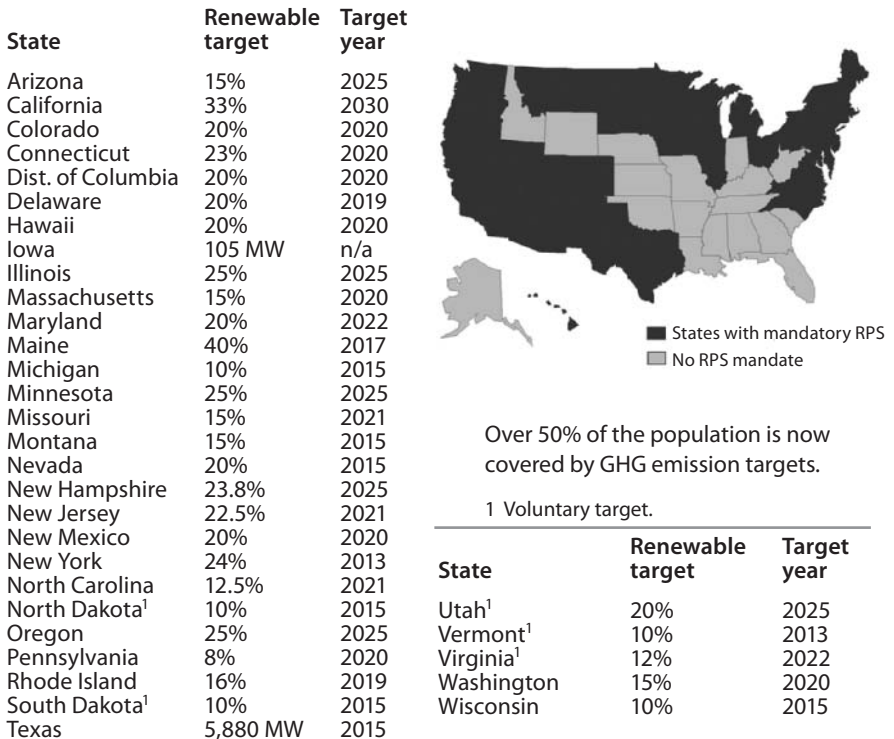 State Renewable target Target year
Arizona 15% 2025
California 33% 2030
Colorado 20% 2020
Connecticut 23% 2020
Dist. of Columbia 20% 2020
Delaware 20% 2019
Hawaii 20% 2020
Iowa 105 MW n/a
Illinois 25% 2025
Massachusetts 15% 2020
Maryland 20% 2022
Maine 40% 2017
Michigan 10% 2015
Minnesota 25% 2025
Missouri 15% 2021
Montana 15% 2015
Nevada 20% 2015
New Hampshire 23.8% 2025
New Jersey 22.5% 2021
New Mexico 20% 2020
New York 24% 2013
North Carolina 12.5% 2021
North Dakota¹ 10% 2015
Oregon 25% 2025
Pennsylvania 8% 2020
Rhode Island 16% 2019
South Dakota¹ 10% 2015
Texas 5,880 MW 2015
States with mandatory RPS
No RPS mandate
Over 50% of the population is now
covered by GHG emission targets.
1 Voluntary target.
State Renewable target Target year
Utah¹ 20% 2025
Vermont¹ 10% 2013
Virginia¹ 12% 2022
Washington 15% 2020
Wisconsin 10% 2015